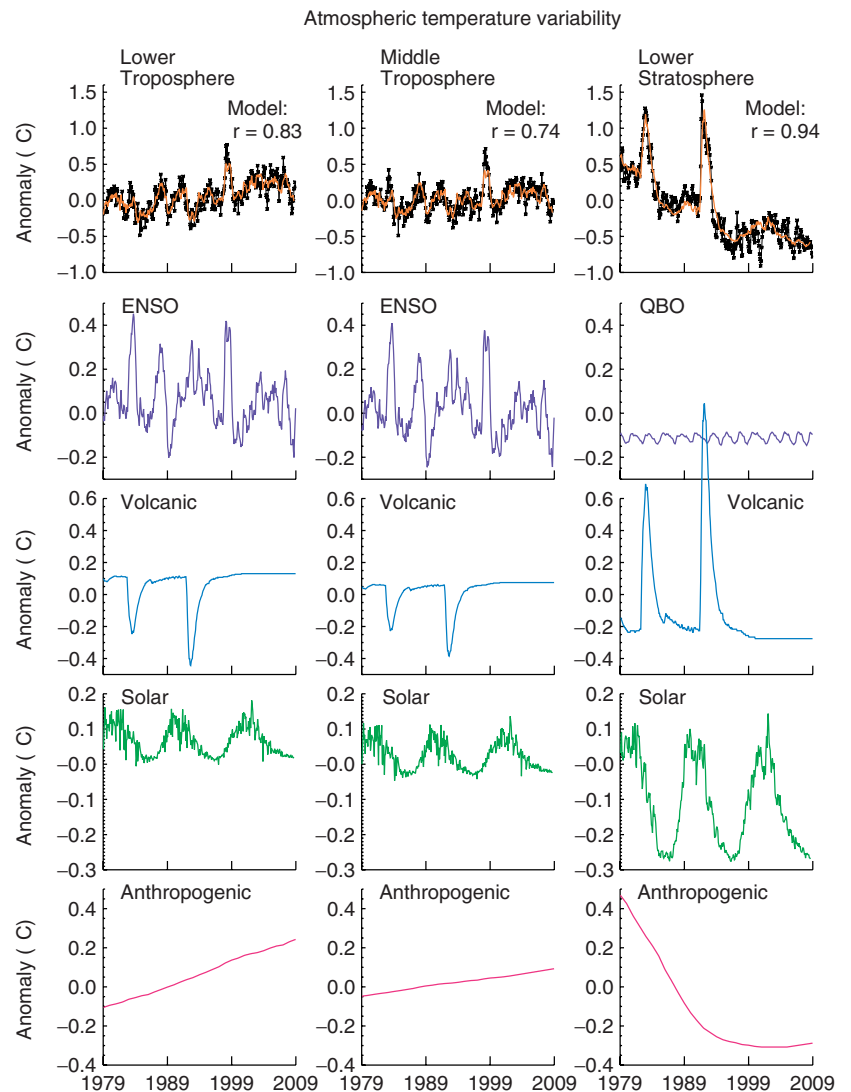 Atmospheric temperature variability
Lower
Troposphere
Middle
Troposphere
Lower
Stratosphere
Model:
r = 0.83
Model:
r = 0.74
Model:
r = 0.94
Anomaly ( C)
1.5
1.0
0.5
0.0
−0.5
−1.0
ENSO
ENSO
QBO
Anomaly ( C)
0.4
0.2
0.0
−0.2
Volcanic
Volcanic
Volcanic
Anomaly ( C)
0.6
0.4
0.2
0.0
−0.2
−0.4
Solar
Solar
Solar
Anomaly ( C)
0.2
0.1
−0.0
−0.1
−0.2
−0.3
Anthropogenic
Anthropogenic
Anthropogenic
Anomaly ( C)
0.4
0.2
0.0
−0.2
−0.4
1979 1989 1999 2009
1979 1989 1999 2009
1979 1989 1999 2009